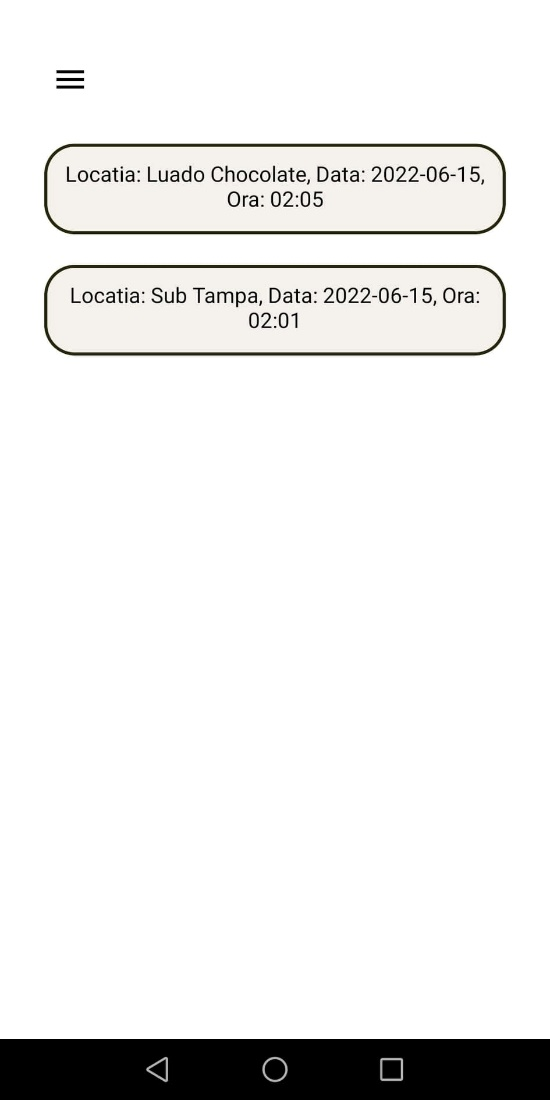 Locatia: Luado Chocolate, Data: 2022-06-15,
Ora: 02:05
Locatia: Sub Tampa, Data: 2022-06-15, Ora:
02:01